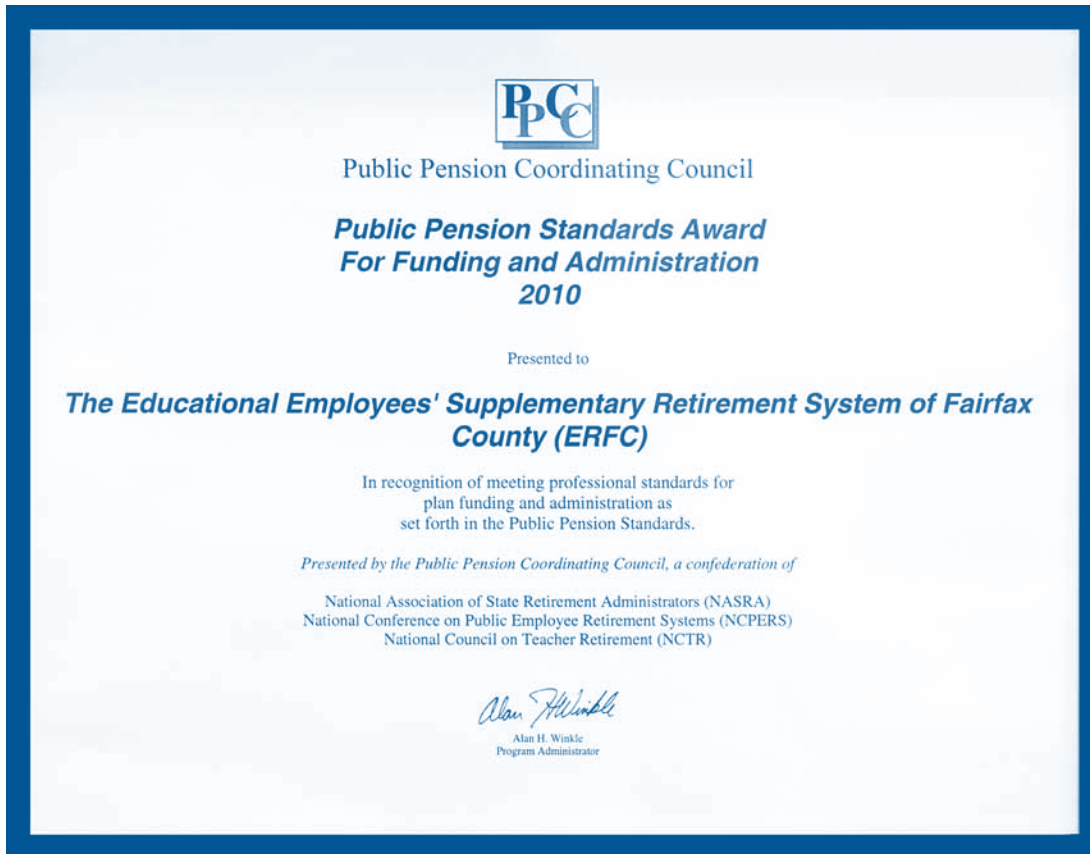 PPCC
Public Pension Coordinating Council
Public Pension Standards Award
For Funding and Administration
2010
Presented to
The Educational Employees' Supplementary Retirement System of Fairfax
County (ERFC)
In recognition of meeting professional standards for
plan funding and administration as
set forth in the Public Pension Standards.
Presented by the Public Pension Coordinating Council, a confederation of
National Association of State Retirement Administrators (NASRA)
National Conference on Public Employee Retirement Systems (NCPERS)
National Council on Teacher Retirement (NCTR)
Alan H Winkle
Alan H. Winkle
Program Administrator